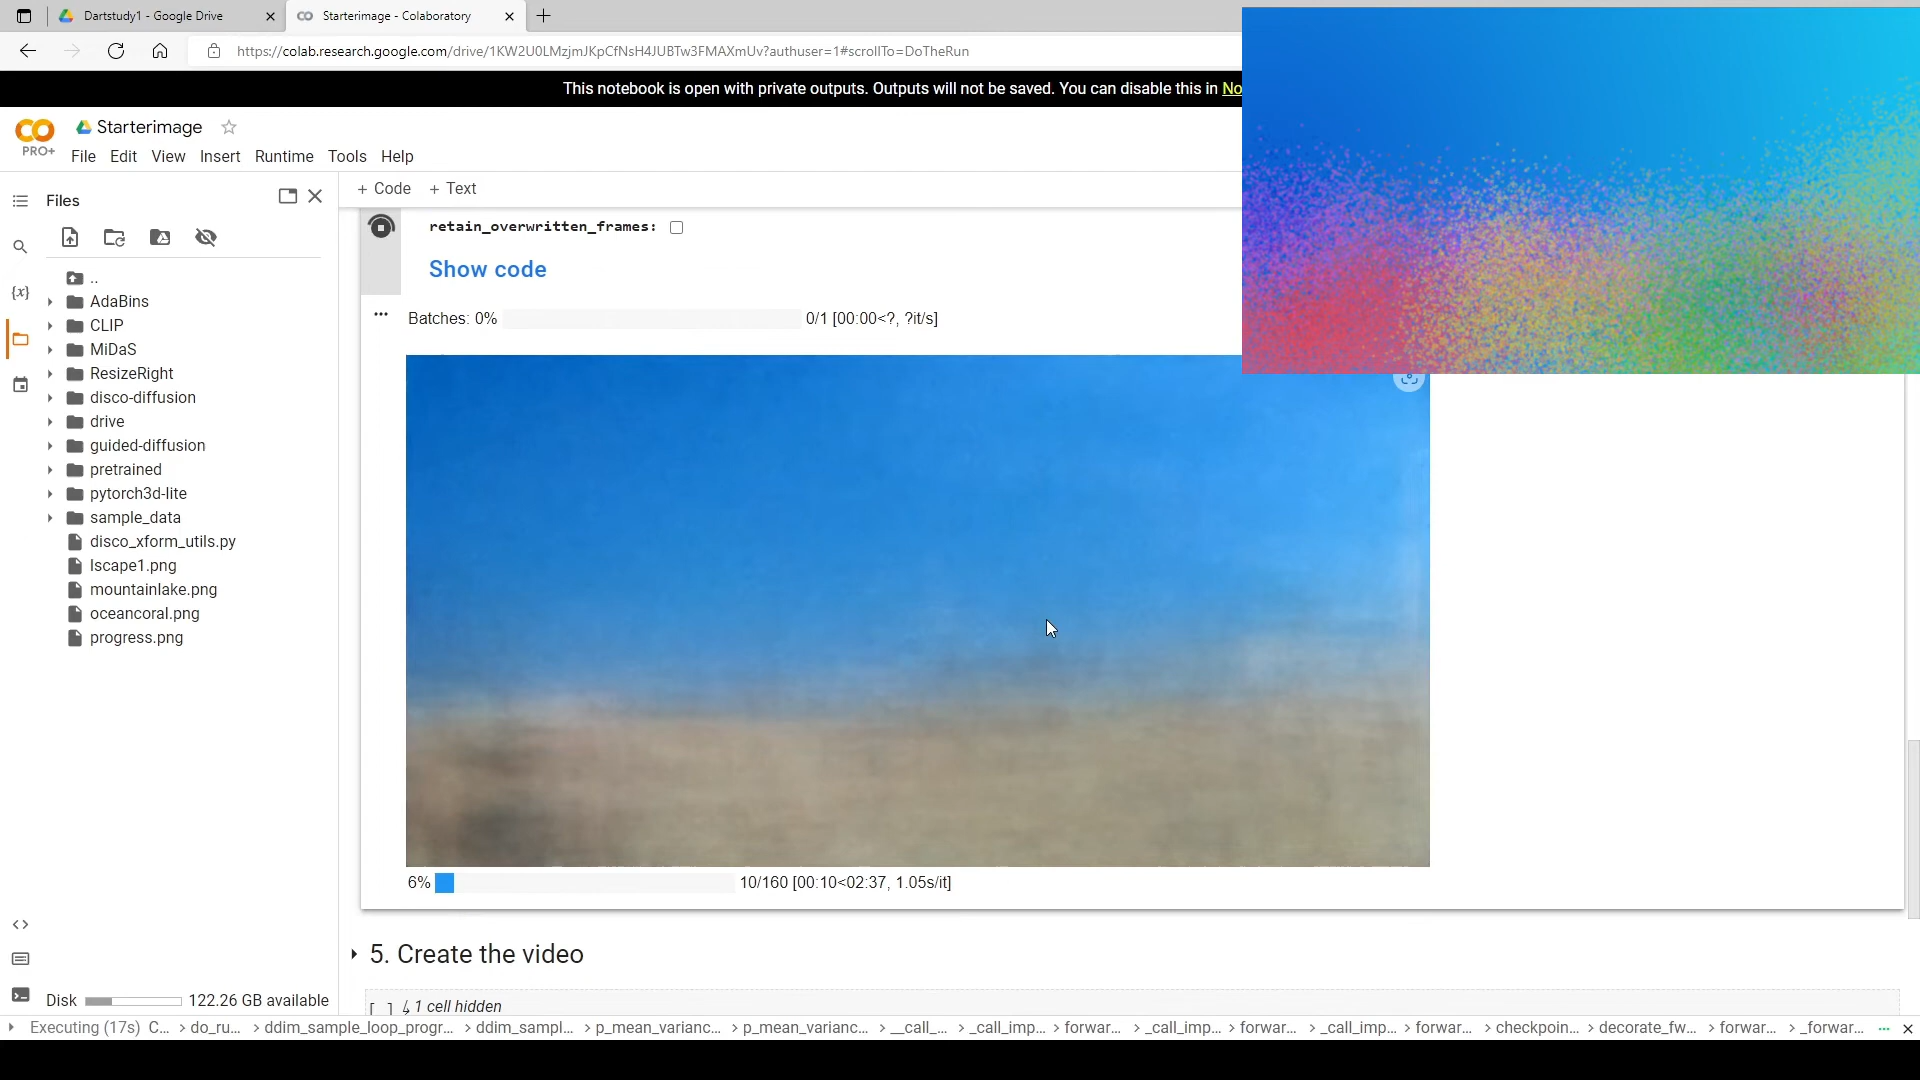 Dartstudy1 - Google Drive
Starterimage - Colaboratory
https://colab.research.google.com/drive/1KW2U0LMzjmJKpCfNsH4JUBTw3FMAXmUv?authuser=1#scrollTo=DoTheRun
This notebook is open with private outputs. Outputs will not be saved. You can disable this in No
CO
PRO+
Starterimage
File Edit View Insert Runtime Tools Help
Files
+ Code + Text
retain_overwritten_frames:
Show code
Batches: 0% 0/1 [00:00<?, ?it/s]
{x}
..
AdaBins
CLIP
MiDaS
ResizeRight
disco-diffusion
drive
guided-diffusion
pretrained
pytorch3d-lite
sample_data
disco_xform_utils.py
lscape1.png
mountainlake.png
oceancoral.png
progress.png
6% 10/160 [00:10<02:37, 1.05s/it]
5. Create the video
[ ] ↳ 1 cell hidden
Disk 122.26 GB available
Executing (17s) C... > do_ru... > ddim_sample_loop_progr... > ddim_sampl... > p_mean_varianc... > p_mean_varianc... > __call_... > _call_imp... > forwar... > _call_imp... > forwar... > _call_imp... > forwar... > checkpoin... > decorate_fw... > forwar... > _forwar...